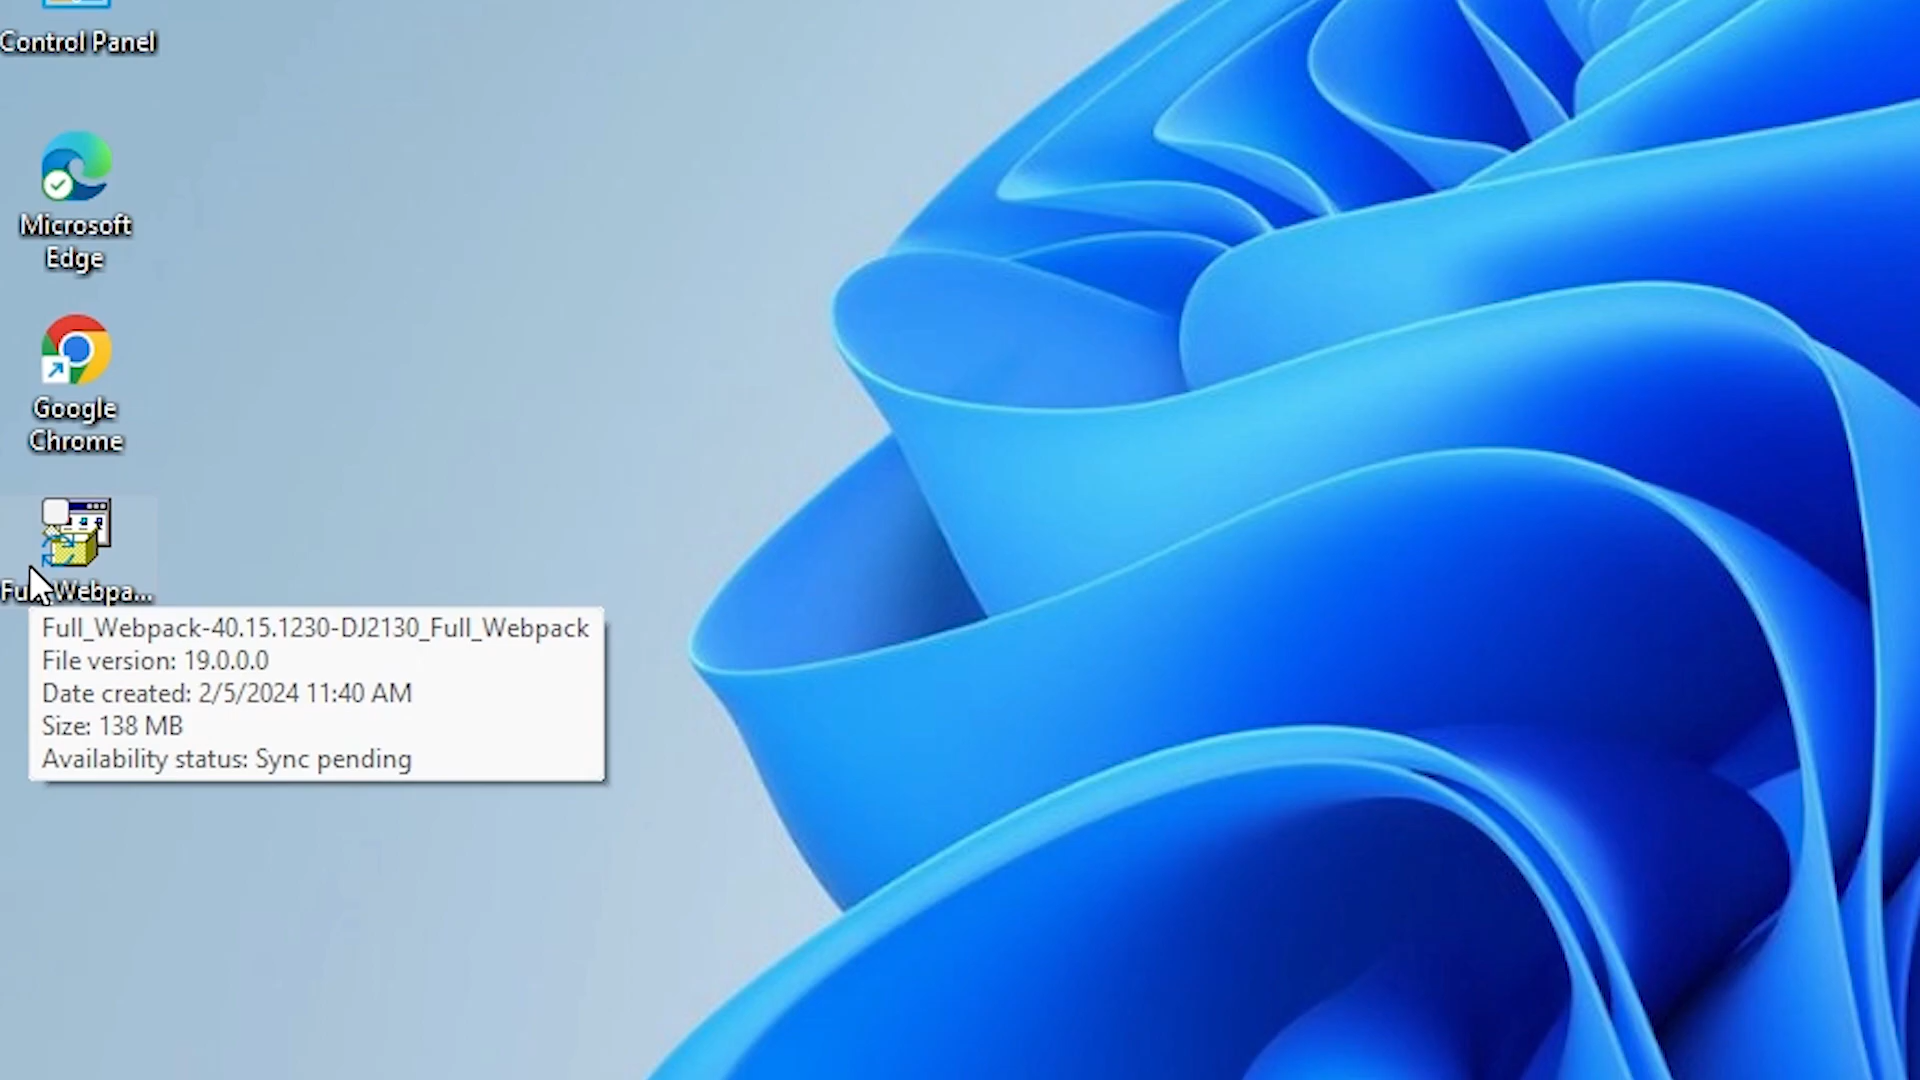 Control Panel
Microsoft
Edge
Google
Chrome
Webpa...
Full_Webpack-40.15.1230-DJ2130_Full_Webpack
File version: 19.0.0.0
Date created: 2/5/2024 11:40 AM
Size: 138 MB
Availability status: Sync pending